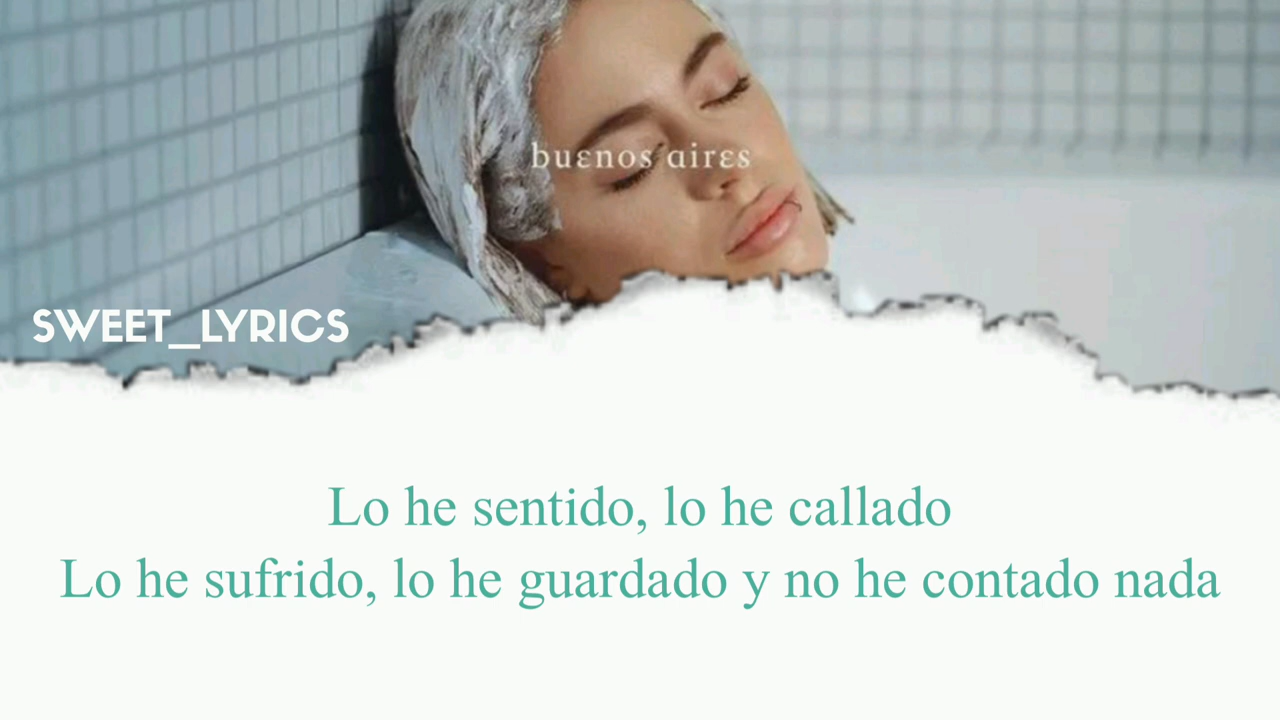 buenos aires
SWEET_LYRICS
Lo he sentido, lo he callado
Lo he sufrido, lo he guardado y no he contado nada